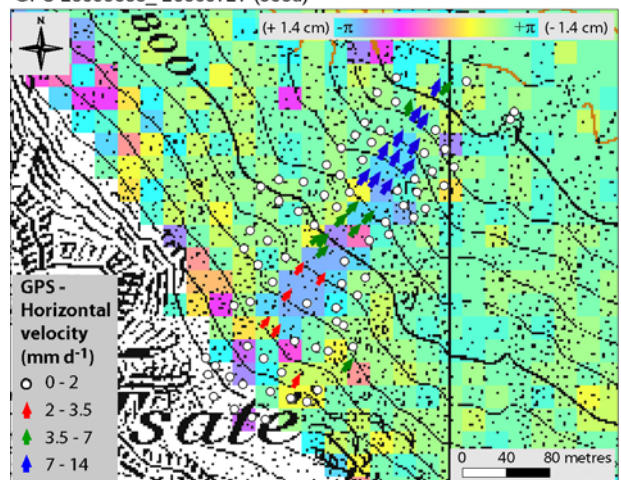 N
(+ 1.4 cm) -π +π (- 1.4 cm)
800
GPS -
Horizontal
velocity
(mm d-1)
0 - 2
2 - 3.5
3.5 - 7
7 - 14
Tsate
0 40 80 metres